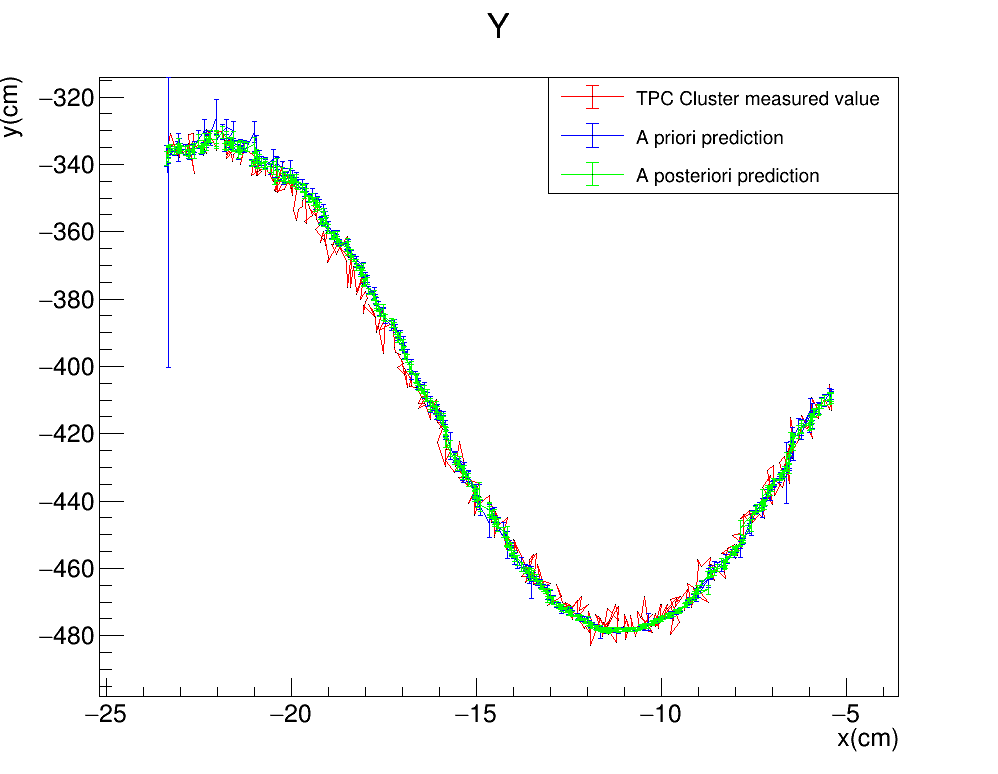 Y
y(cm)
TPC Cluster measured value
A priori prediction
A posteriori prediction
−320
−340
−360
−380
−400
−420
−440
−460
−480
−25 −20 −15 −10 −5
x(cm)